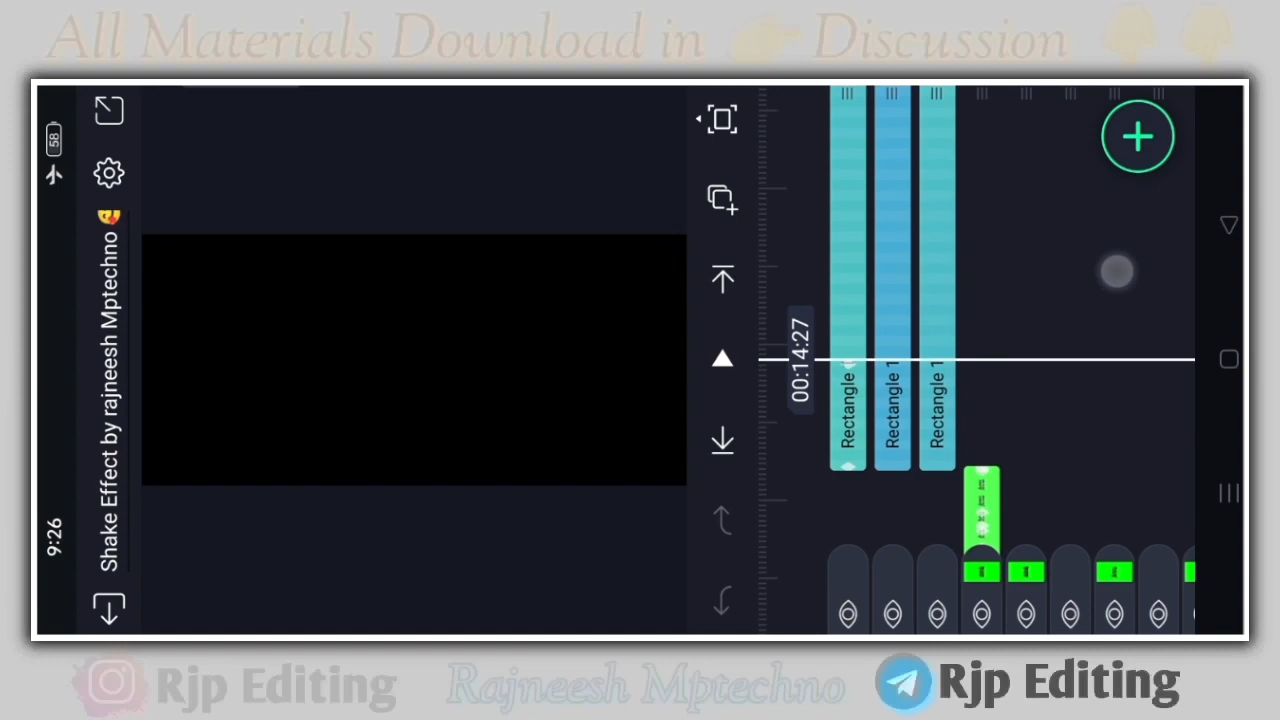 All Materials Download in 👉 Discussion 👇 👇
9:26
58
Shake Effect by rajneesh Mptechno 🥰
00:14:27
Rectangle
Rectangle 1
Rectangle 1
Rjp Editing
Rajneesh Mptechno
Rjp Editing